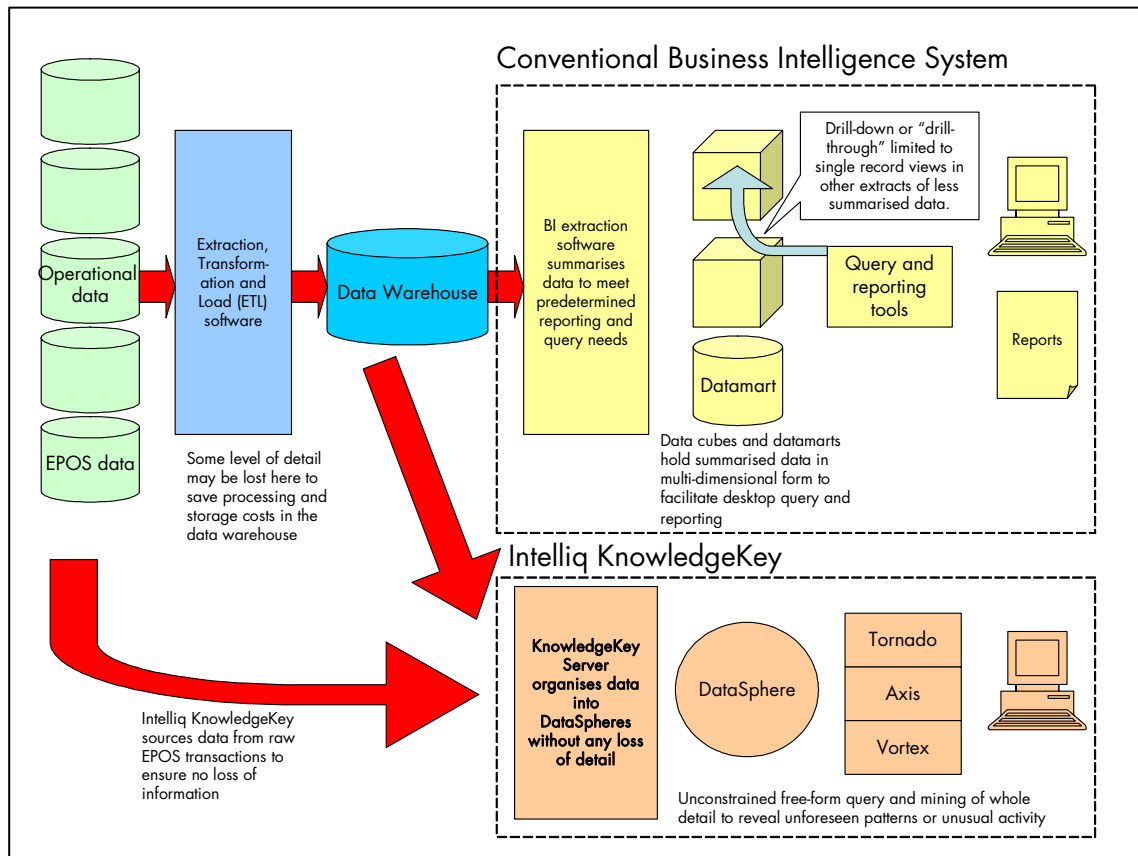 Conventional Business Intelligence System
Operational
data
EPOS data
Extraction,
Transform-
ation and
Load (ETL)
software
Some level of detail
may be lost here to
save processing and
storage costs in the
data warehouse
Data Warehouse
BI extraction
software
summarises
data to meet
predetermined
reporting and
query needs
Drill-down or “drill-
through” limited to
single record views in
other extracts of less
summarised data.
Query and
reporting
tools
Datamart
Reports
Data cubes and datamarts
hold summarised data in
multi-dimensional form to
facilitate desktop query and
reporting
Intelliq KnowledgeKey
KnowledgeKey
Server
organises data
into
DataSpheres
without any loss
of detail
DataSphere
Tornado
Axis
Vortex
Intelliq KnowledgeKey
sources data from raw
EPOS transactions to
ensure no loss of
information
Unconstrained free-form query and mining of whole
detail to reveal unforeseen patterns or unusual activity